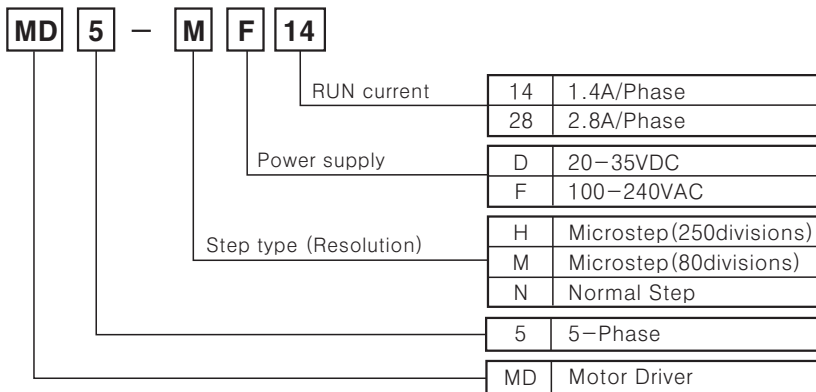 MD 5 - M F 14
RUN current
14 1.4A/Phase
28 2.8A/Phase
Power supply
D 20-35VDC
F 100-240VAC
Step type (Resolution)
H Microstep(250divisions)
M Microstep(80divisions)
N Normal Step
5 5-Phase
MD Motor Driver